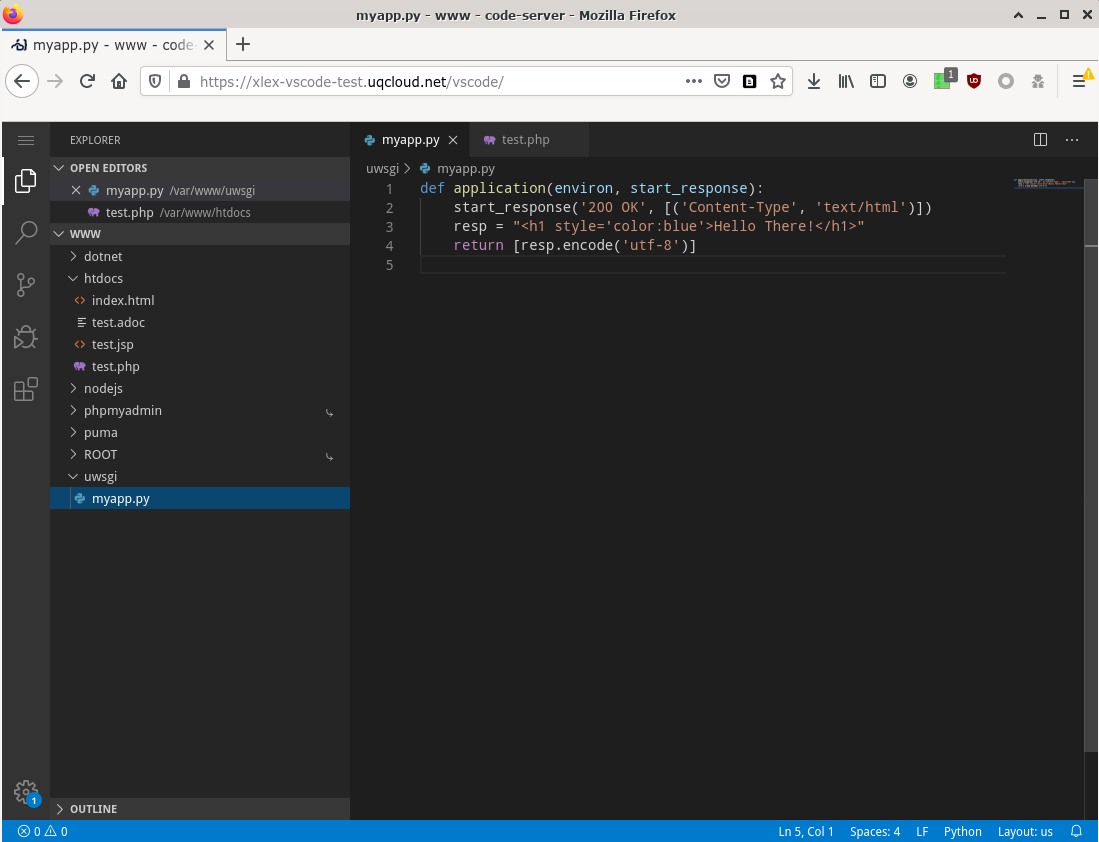 myapp.py - www - code-server - Mozilla Firefox
myapp.py - www - code-
https://xlex-vscode-test.uqcloud.net/vscode/
1
EXPLORER
OPEN EDITORS
myapp.py /var/www/uwsgi
test.php /var/www/htdocs
WWW
dotnet
htdocs
index.html
test.adoc
test.jsp
test.php
nodejs
phpmyadmin
puma
ROOT
uwsgi
myapp.py
OUTLINE
1
myapp.py
test.php
uwsgi > myapp.py
1 def application(environ, start_response):
2     start_response('200 OK', [('Content-Type', 'text/html')])
3     resp = "<h1 style='color:blue'>Hello There!</h1>"
4     return [resp.encode('utf-8')]
5
0 0
Ln 5, Col 1 Spaces: 4 LF Python Layout: us